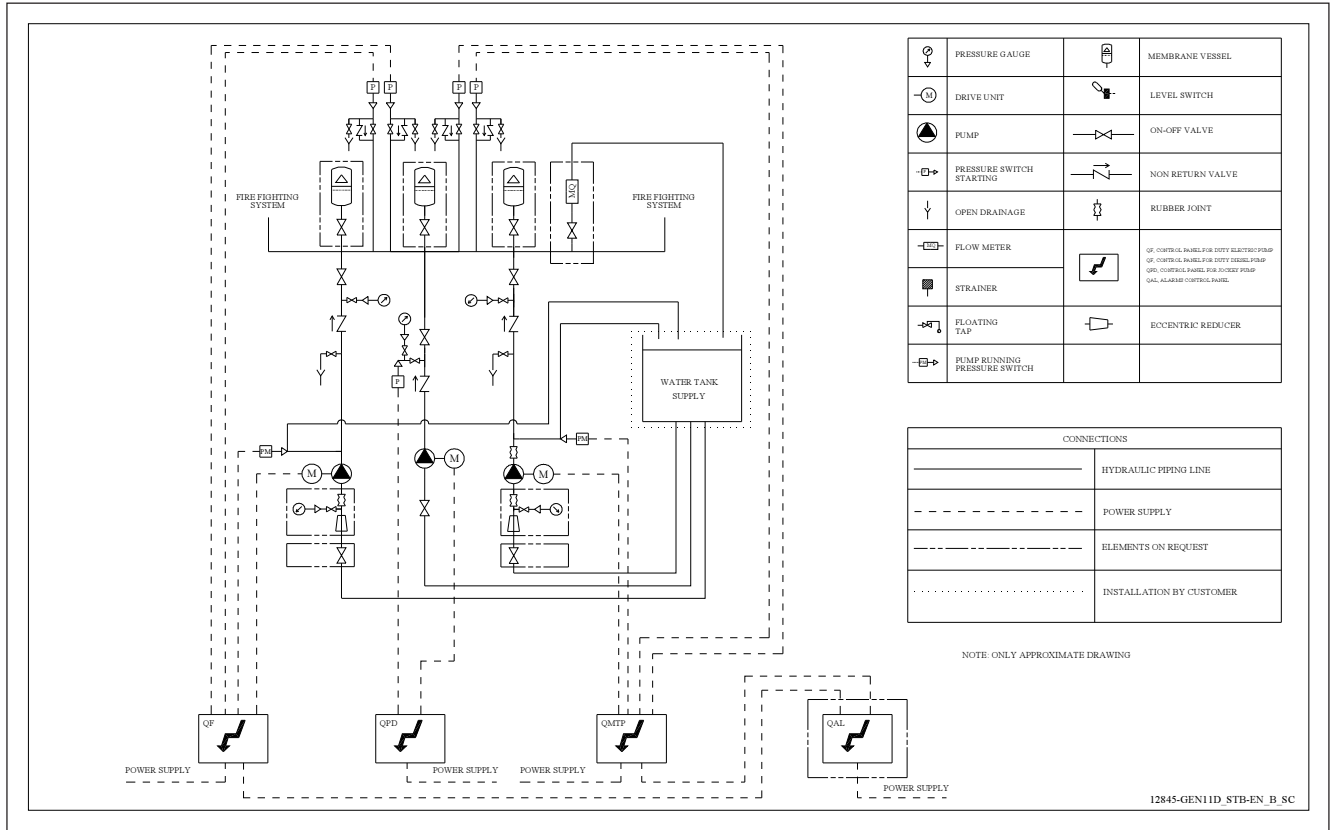 P
P
P
P
MQ
FIRE FIGHTING
SYSTEM
FIRE FIGHTING
SYSTEM
P
WATER TANK
SUPPLY
PM
PM
M
M
M
QF
QPD
QMTP
QAL
POWER SUPPLY
POWER SUPPLY
POWER SUPPLY
POWER SUPPLY
PRESSURE GAUGE
MEMBRANE VESSEL
M
DRIVE UNIT
LEVEL SWITCH
PUMP
ON-OFF VALVE
P
PRESSURE SWITCH
STARTING
NON RETURN VALVE
OPEN DRAINAGE
RUBBER JOINT
MQ
FLOW METER
QF, CONTROL PANEL FOR DUTY ELECTRIC PUMP
QF, CONTROL PANEL FOR DUTY DIESEL PUMP
QPD, CONTROL PANEL FOR JOCKEY PUMP
QAL, ALARMS CONTROL PANEL
STRAINER
FLOATING
TAP
ECCENTRIC REDUCER
PM
PUMP RUNNING
PRESSURE SWITCH
CONNECTIONS
HYDRAULIC PIPING LINE
POWER SUPPLY
ELEMENTS ON REQUEST
INSTALLATION BY CUSTOMER
NOTE: ONLY APPROXIMATE DRAWING
12845-GEN11D_STB-EN_B_SC